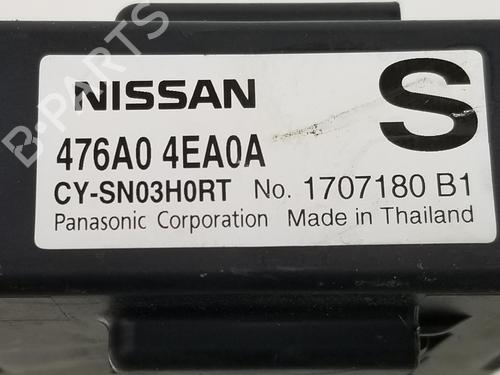 NISSAN
S
476A0 4EA0A
CY-SN03H0RT No. 1707180 B1
Panasonic Corporation Made in Thailand
B-PARTS